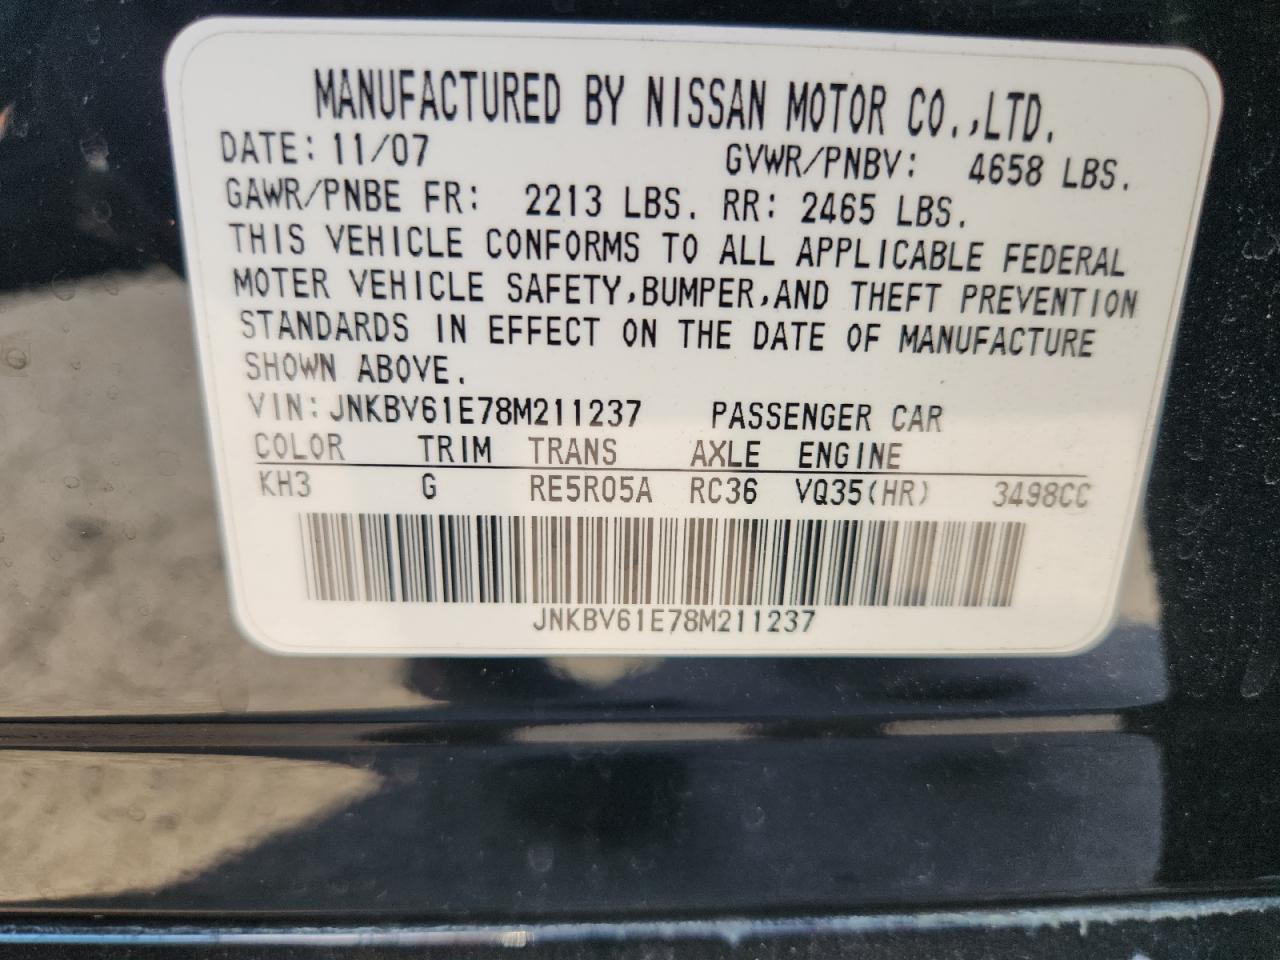 MANUFACTURED BY NISSAN MOTOR CO.,LTD.
DATE: 11/07 GVWR/PNBV: 4658 LBS.
GAWR/PNBE FR: 2213 LBS. RR: 2465 LBS.
THIS VEHICLE CONFORMS TO ALL APPLICABLE FEDERAL
MOTER VEHICLE SAFETY,BUMPER,AND THEFT PREVENTION
STANDARDS IN EFFECT ON THE DATE OF MANUFACTURE
SHOWN ABOVE.
VIN: JNKBV61E78M211237 PASSENGER CAR
COLOR TRIM TRANS AXLE ENGINE
KH3 G RE5R05A RC36 VQ35(HR) 3498CC
JNKBV61E78M211237